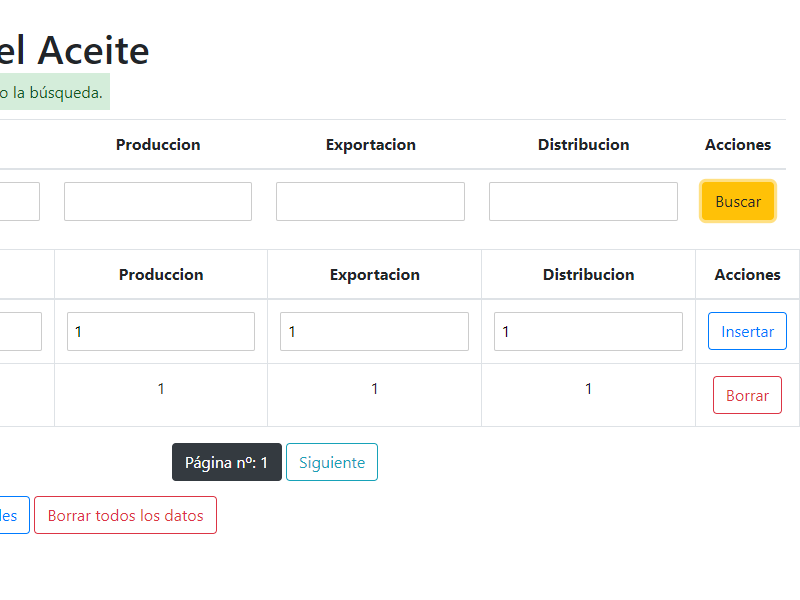 el Aceite
o la búsqueda.
Produccion Exportacion Distribucion Acciones
Buscar
Produccion Exportacion Distribucion Acciones
1 1 1 Insertar
1 1 1 Borrar
Página nº: 1 Siguiente
les Borrar todos los datos